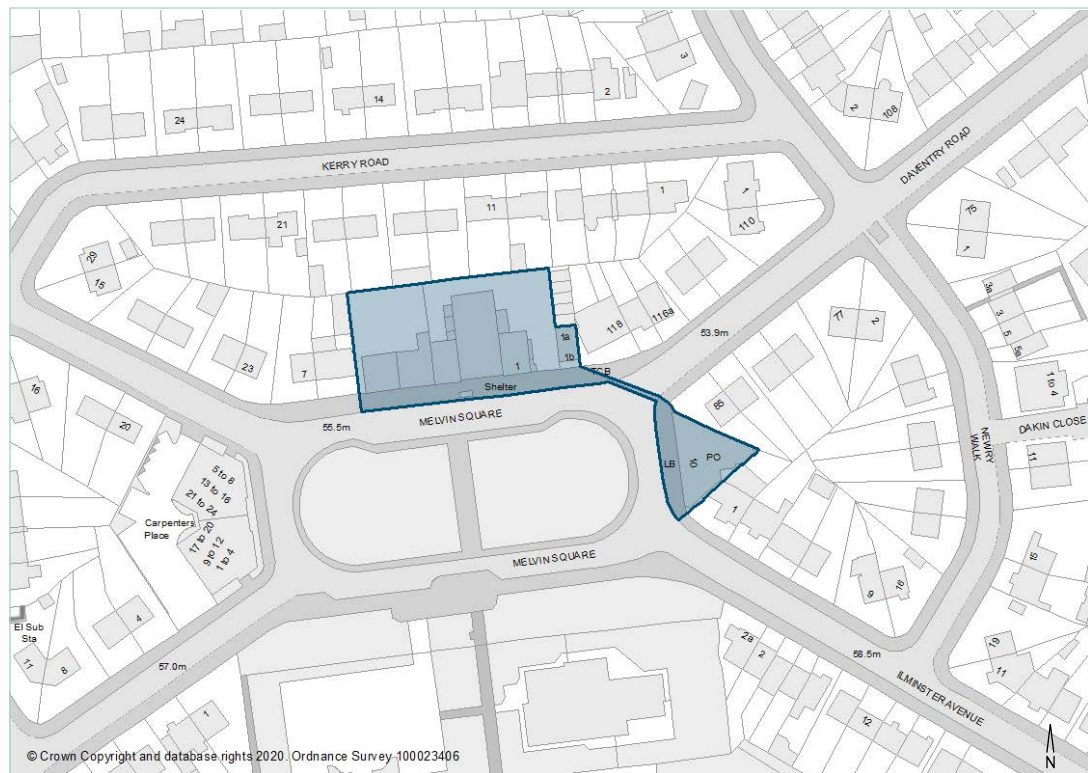 3
24
14
2
2
108
DAVENTRY ROAD
KERRY ROAD
11
1
1
110
21
75
1
29
15
3a
3
5
5a
118
116a
1a
1b
1
53.9m
77
2
TCB
Shelter
7
23
55.5m
MELVIN SQUARE
16
20
85
1 to 4
DAKIN CLOSE
NEWRY
WALK
11
LB
PO
5 to 8
13 to 16
21 to 24
Carpenters
Place
17 to 20
9 to 12
1 to 4
1
MELVIN SQUARE
15
9
16
El Sub
Sta
4
11
8
57.0m
2a
2
58.5m
19
11
ILMINSTER AVENUE
1
12
© Crown Copyright and database rights 2020. Ordnance Survey 100023406
N